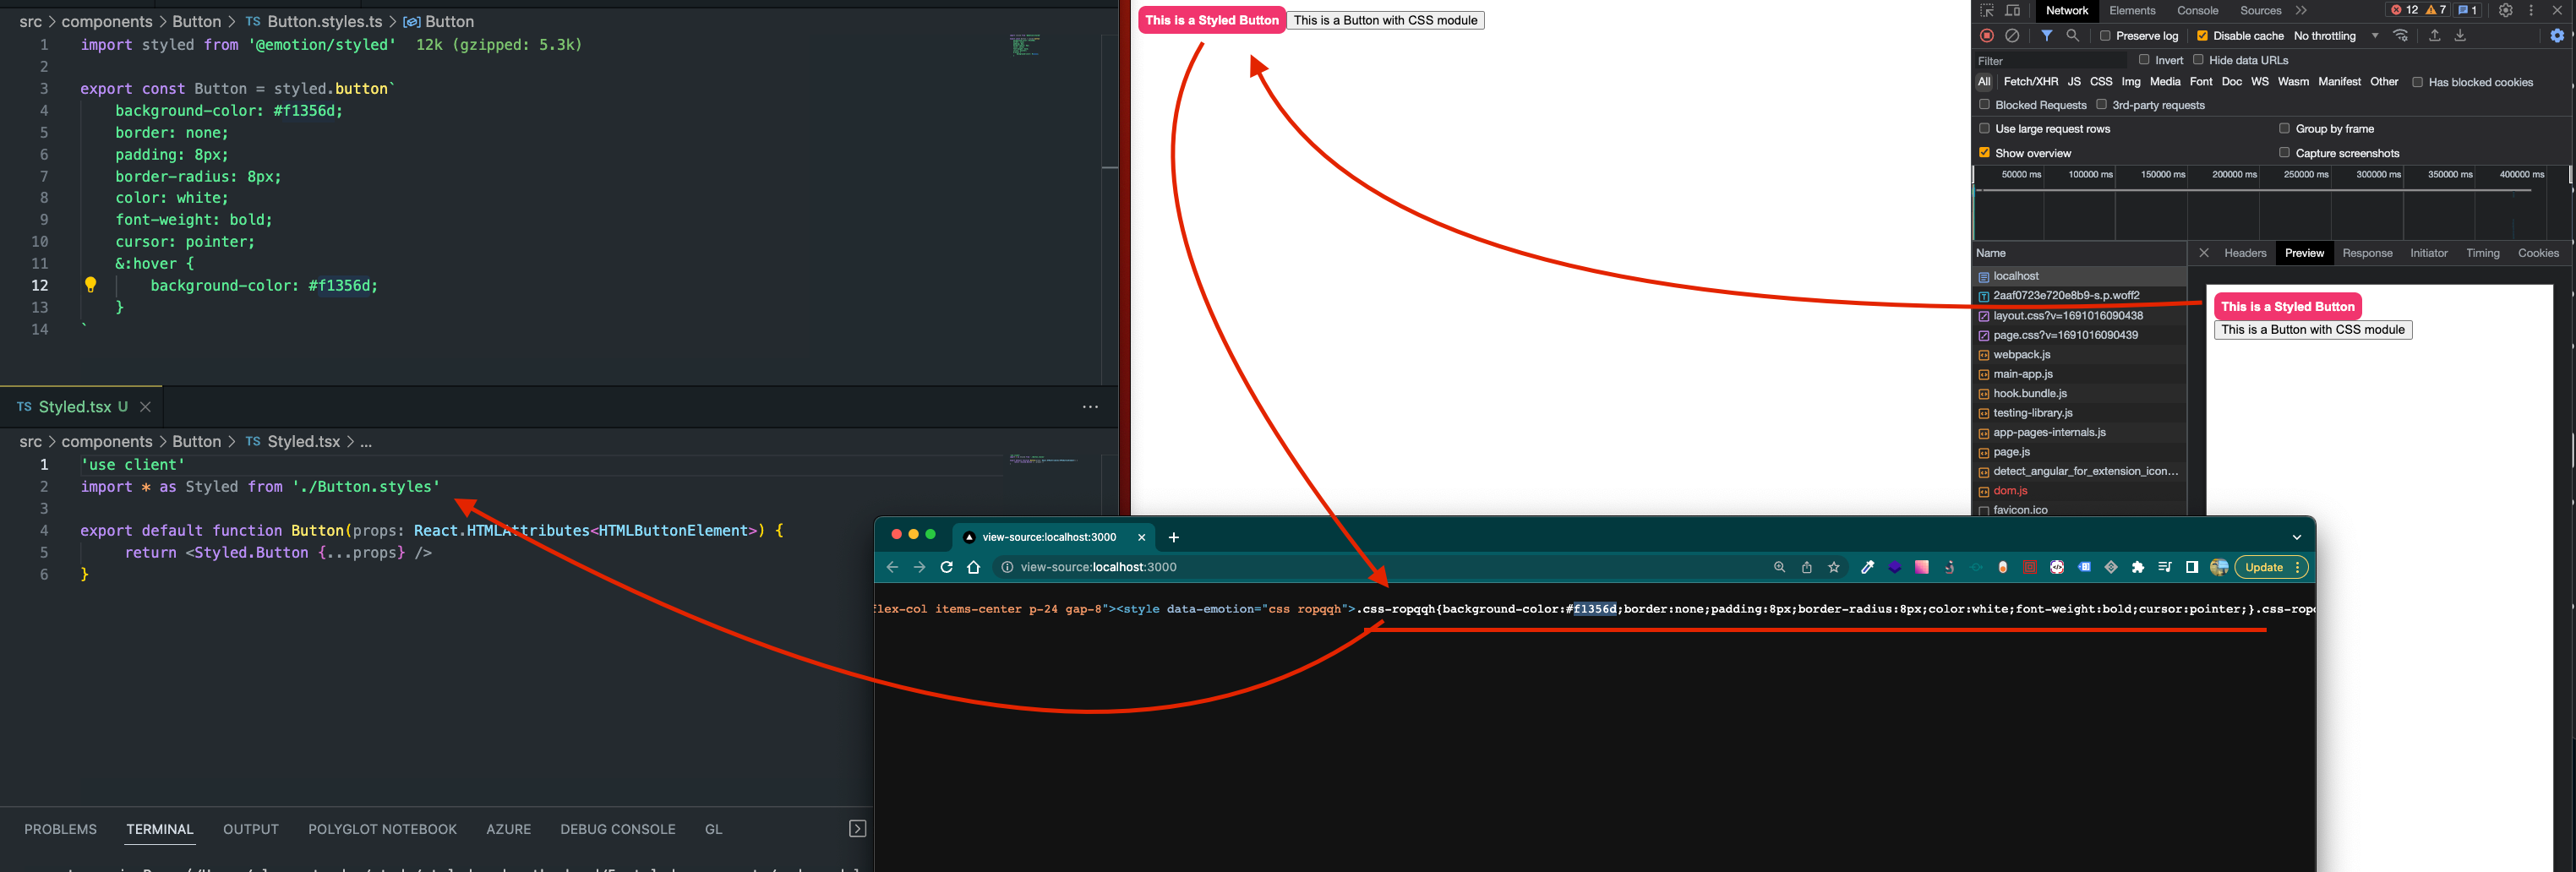 src > components > Button > TS Button.styles.ts > Button
1 import styled from '@emotion/styled' 12k (gzipped: 5.3k)
2
3 export const Button = styled.button`
4 background-color: #f1356d;
5 border: none;
6 padding: 8px;
7 border-radius: 8px;
8 color: white;
9 font-weight: bold;
10 cursor: pointer;
11 &:hover {
12 background-color: #f1356d;
13 }
14 `
TS Styled.tsx U
src > components > Button > TS Styled.tsx > ...
1 'use client'
2 import * as Styled from './Button.styles'
3
4 export default function Button(props: React.HTMLAttributes<HTMLButtonElement>) {
5 return <Styled.Button {...props} />
6 }
PROBLEMS TERMINAL OUTPUT POLYGLOT NOTEBOOK AZURE DEBUG CONSOLE GL
This is a Styled Button This is a Button with CSS module
Network Elements Console Sources >> 12 7 1
Preserve log Disable cache No throttling
Filter Invert Hide data URLs
All Fetch/XHR JS CSS Img Media Font Doc WS Wasm Manifest Other Has blocked cookies
Blocked Requests 3rd-party requests
Use large request rows Group by frame
Show overview Capture screenshots
50000 ms 100000 ms 150000 ms 200000 ms 250000 ms 300000 ms 350000 ms 400000 ms
Name Headers Preview Response Initiator Timing Cookies
localhost
2aaf0723e720e8b9-s.p.woff2
layout.css?v=1691016090438
page.css?v=1691016090439
webpack.js
main-app.js
hook.bundle.js
testing-library.js
app-pages-internals.js
page.js
detect_angular_for_extension_icon...
dom.js
favicon.ico
This is a Styled Button
This is a Button with CSS module
view-source:localhost:3000
view-source:localhost:3000 Update
flex-col items-center p-24 gap-8"><style data-emotion="css ropqqh">.css-ropqqh{background-color:#f1356d;border:none;padding:8px;border-radius:8px;color:white;font-weight:bold;cursor:pointer;}.css-ropq